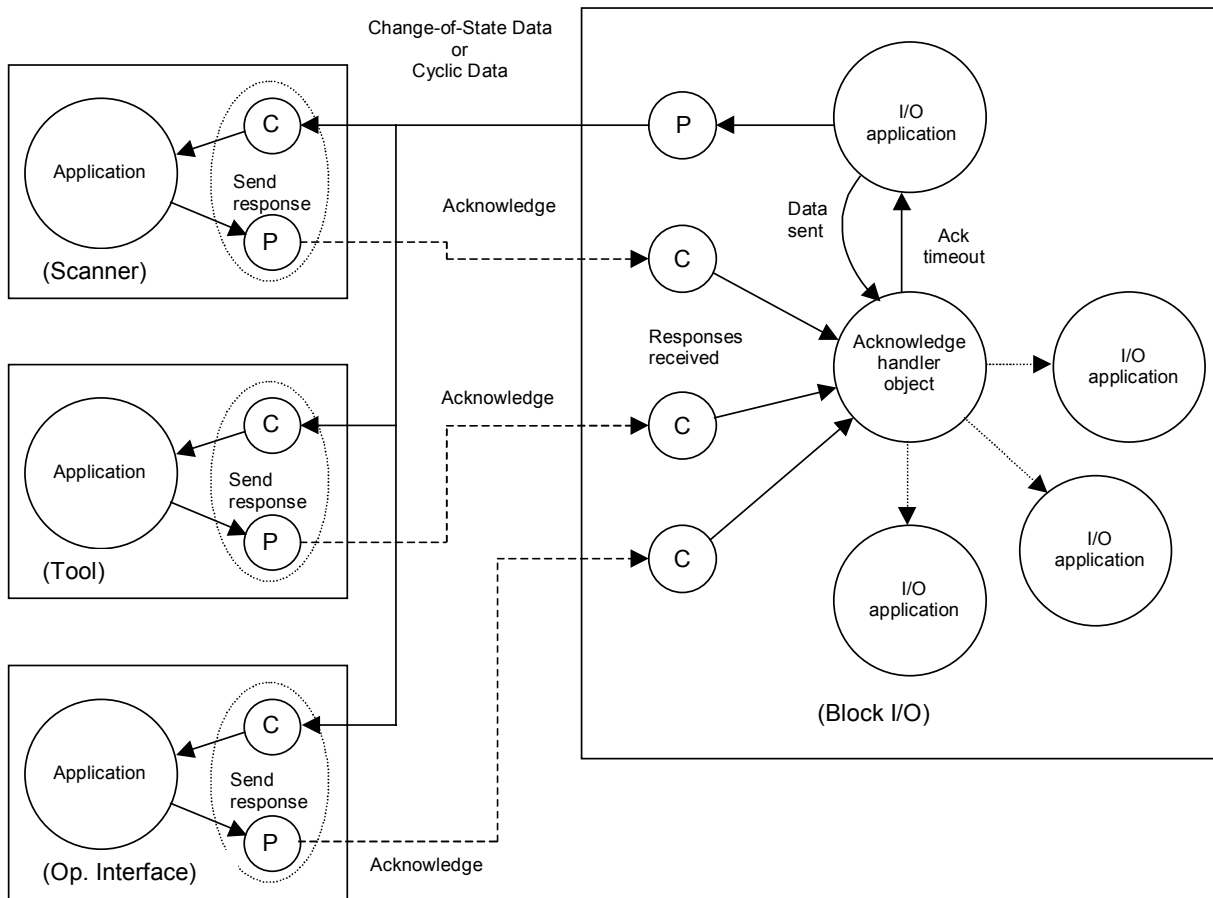 Change-of-State Data
or
Cyclic Data
C
Application
Send
response
P
(Scanner)
Acknowledge
C
Application
Send
response
P
(Tool)
Acknowledge
C
Application
Send
response
P
(Op. Interface)
Acknowledge
P
I/O
application
Data
sent
Ack
timeout
C
Responses
received
Acknowledge
handler
object
I/O
application
C
C
I/O
application
I/O
application
(Block I/O)